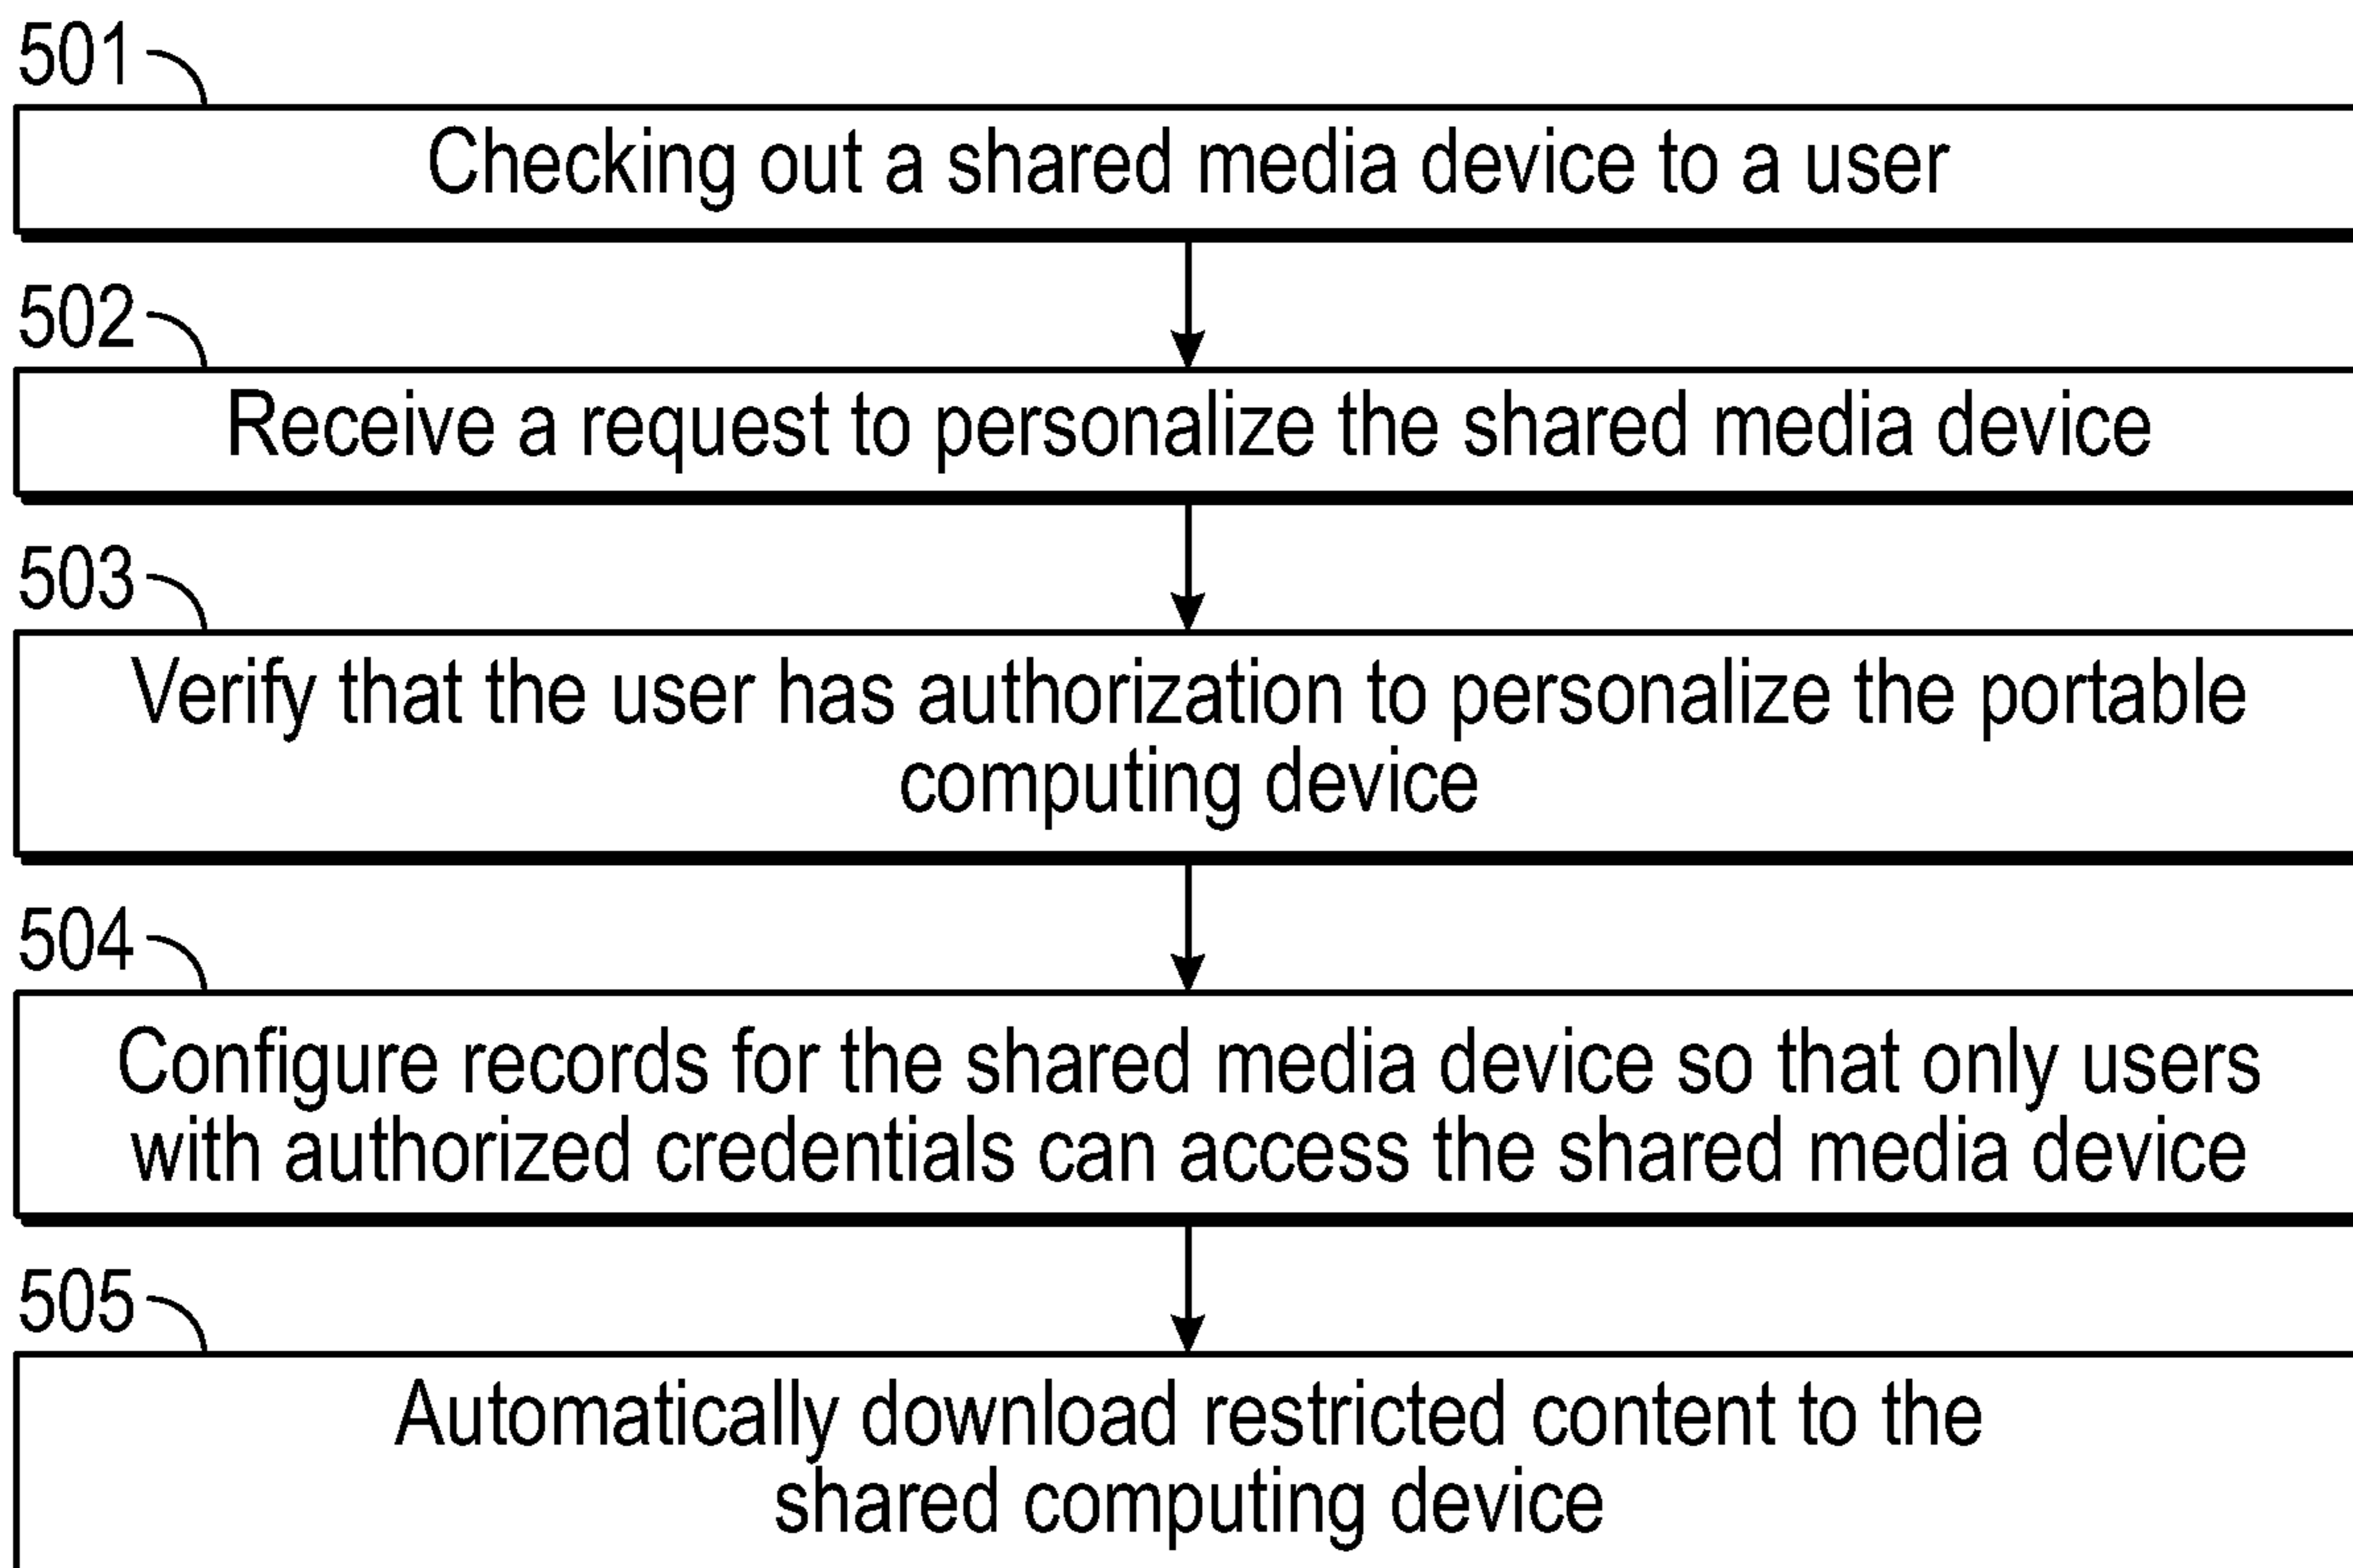 501
Checking out a shared media device to a user
502
Receive a request to personalize the shared media device
503
Verify that the user has authorization to personalize the portable
computing device
504
Configure records for the shared media device so that only users
with authorized credentials can access the shared media device
505
Automatically download restricted content to the
shared computing device